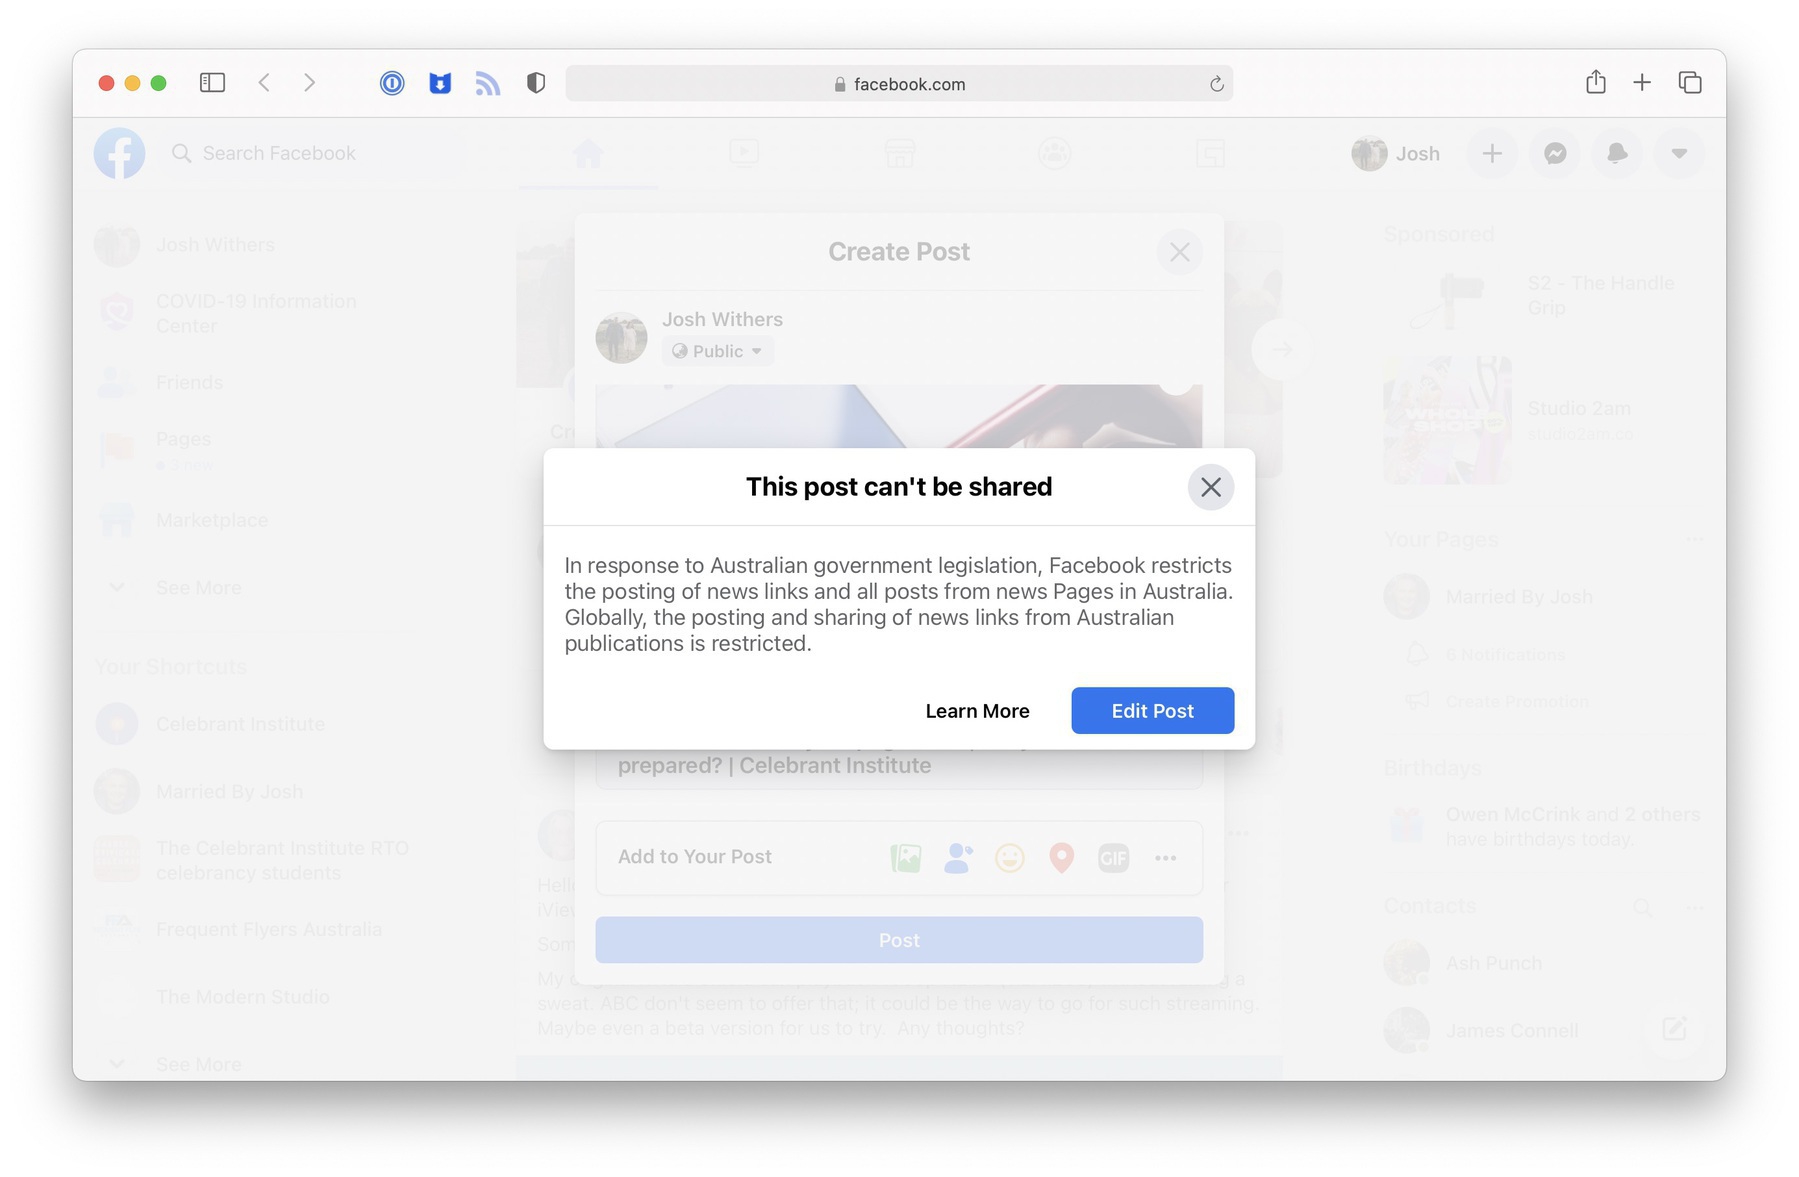 facebook.com
Search Facebook
Josh
Josh Withers
COVID-19 Information
Center
Friends
Pages
3 new
Marketplace
See More
Your Shortcuts
Celebrant Institute
Married By Josh
The Celebrant Institute RTO
celebrancy students
Frequent Flyers Australia
The Modern Studio
See More
Create Post
Josh Withers
Public
This post can't be shared
In response to Australian government legislation, Facebook restricts
the posting of news links and all posts from news Pages in Australia.
Globally, the posting and sharing of news links from Australian
publications is restricted.
Learn More
Edit Post
prepared? | Celebrant Institute
Add to Your Post
GIF
Post
My
a
sweat. ABC don't seem to offer that; it could be the way to go for such streaming.
Maybe even a beta version for us to try. Any thoughts?
Sponsored
S2 - The Handle
Grip
WHOLE
SHOP
Studio 2am
studio2am.co
Your Pages
Married By Josh
6 Notifications
Create Promotion
Birthdays
Owen McCrink and 2 others
have birthdays today.
Contacts
Ash Punch
James Connell